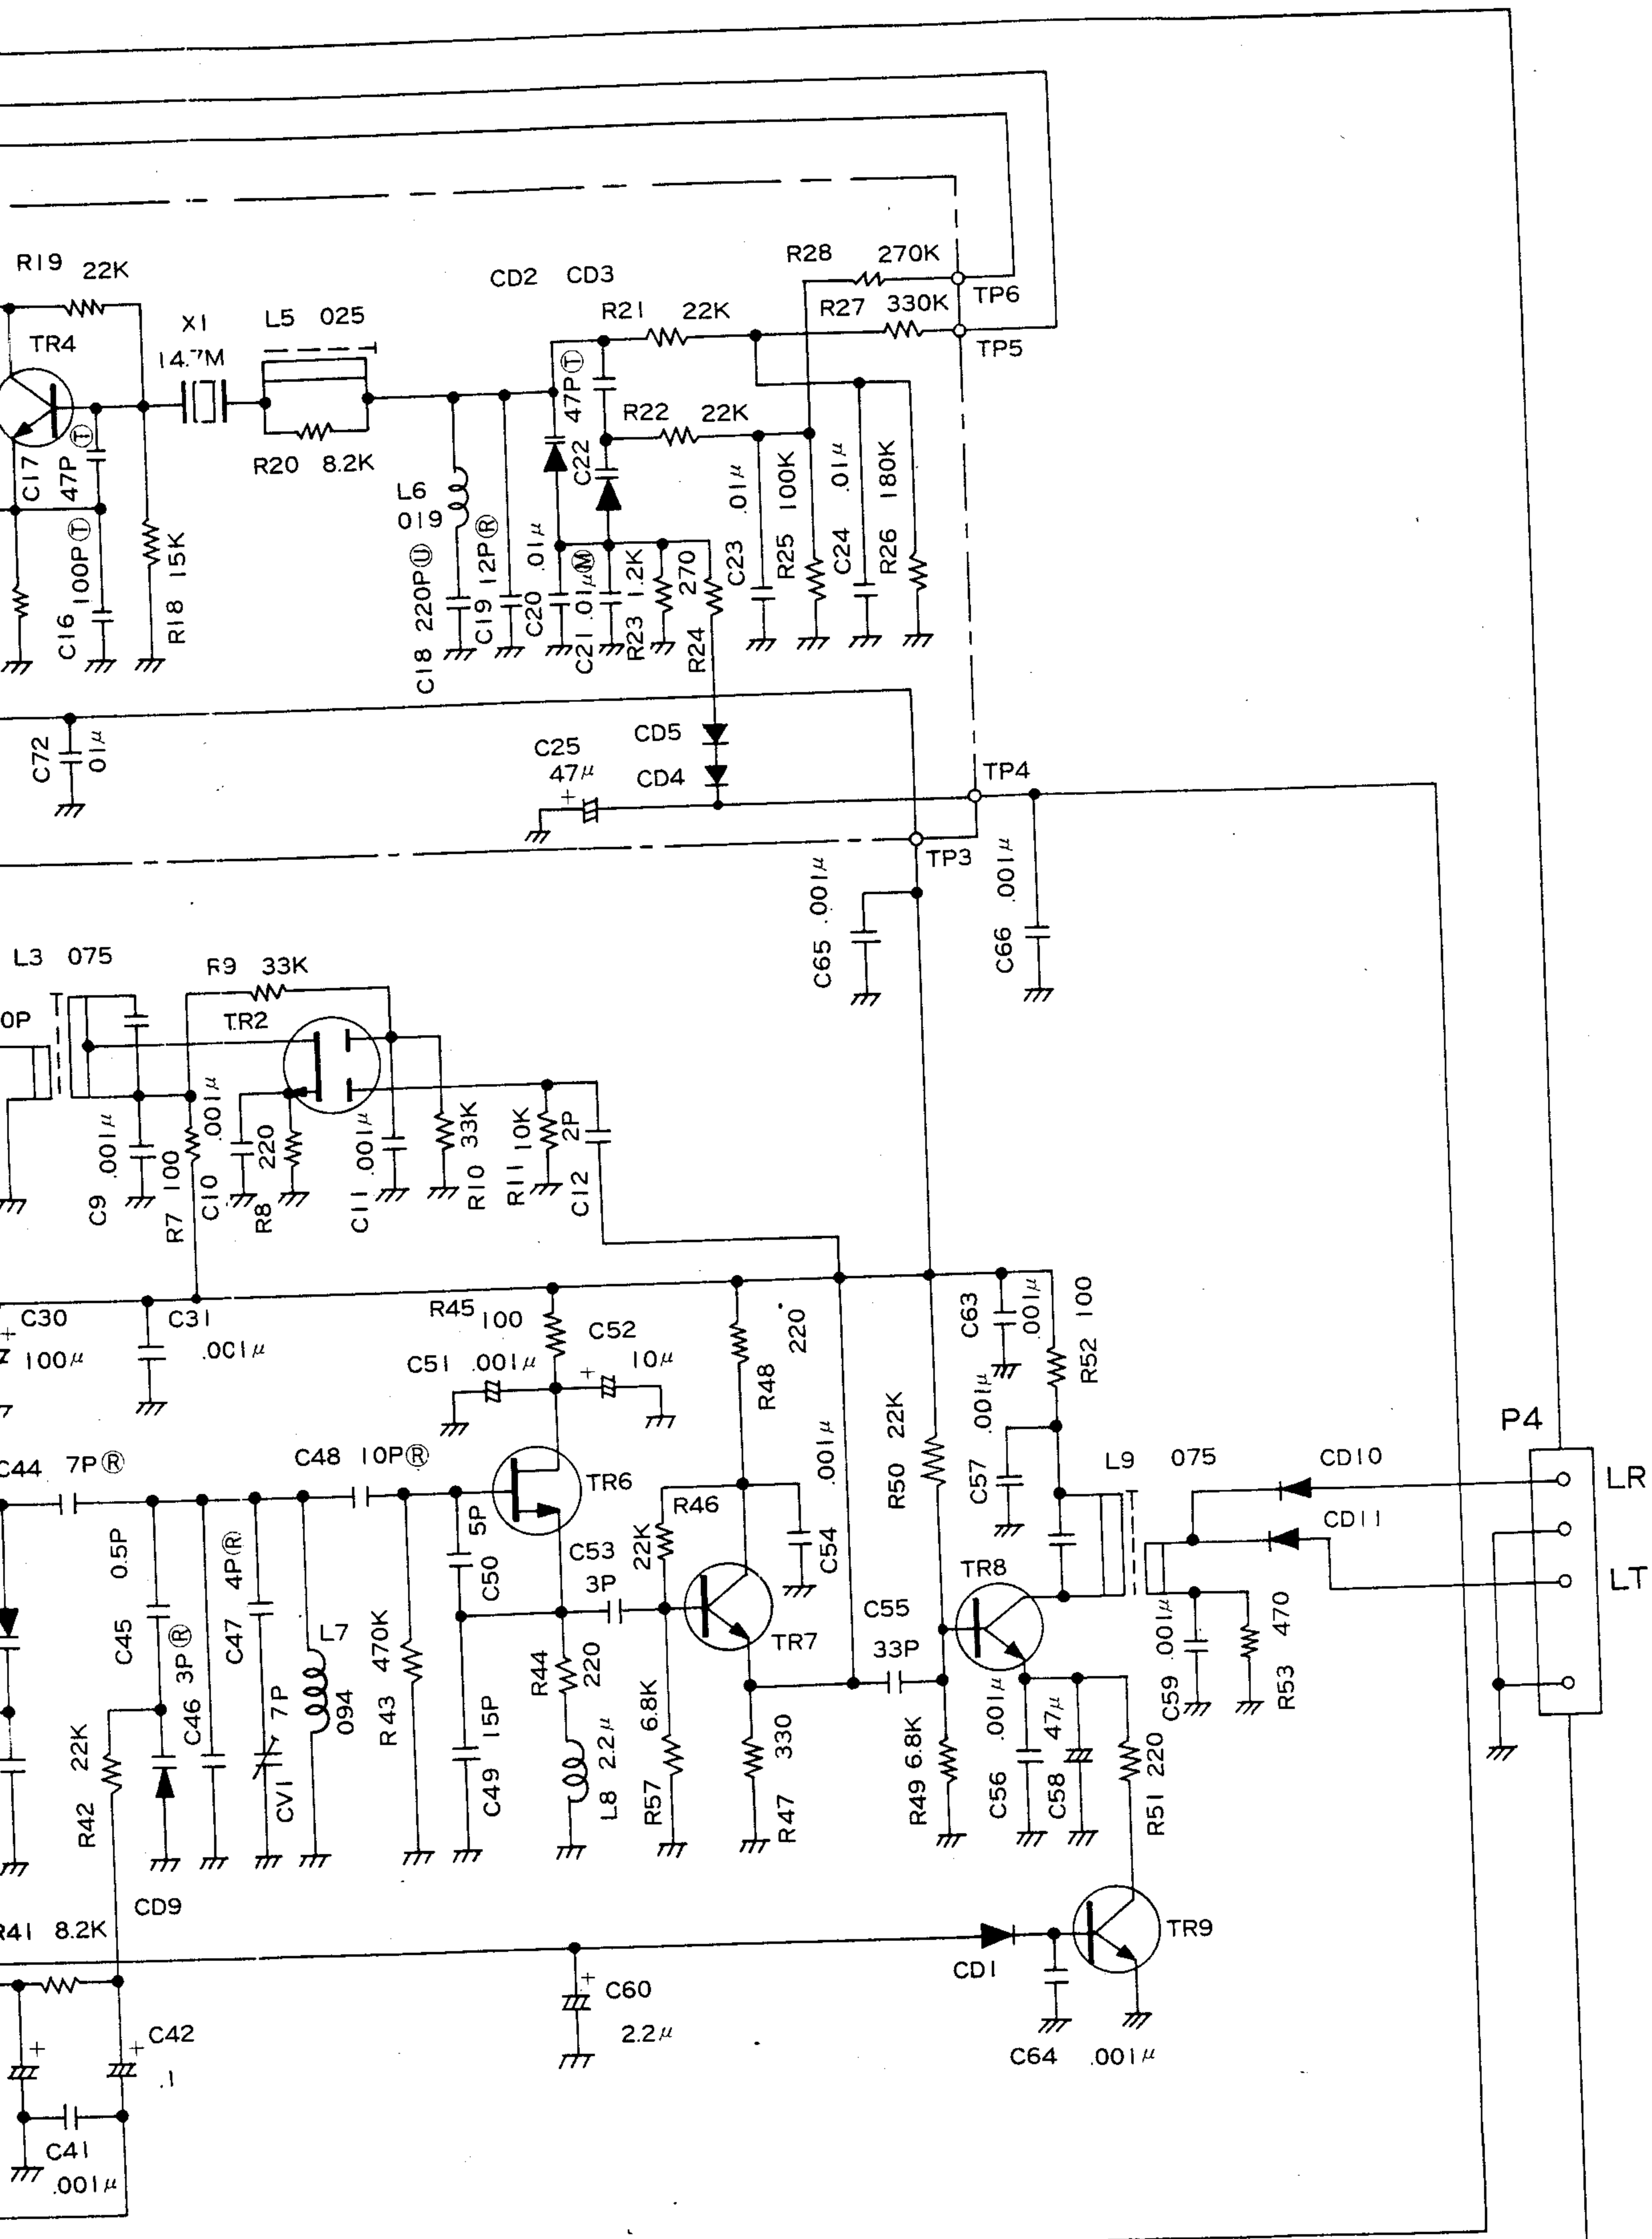 R19 22K
TR4
X1
14.7M
L5 025
R20 8.2K
C17
47P Ⓣ
C16
100P Ⓣ
R18 15K
CD2 CD3
R21 22K
R28 270K
TP6
R27 330K
TP5
47P Ⓣ
C22
R22 22K
L6
019
C18 220P Ⓤ
C19 12P Ⓡ
C20 .01μ
C21 .01μ Ⓜ
R23 1.2K
270
R24
C23 .01μ
R25 100K
C24 .01μ
R26 180K
C72
01μ
C25
47μ
+
CD5
CD4
TP4
TP3
C65 .001μ
C66 .001μ
L3 075
0P
R9 33K
TR2
C9 .001μ
R7 100
C10 .001μ
R8 220
C11 .001μ
R10 33K
R11 10K
C12 2P
C30
+
100μ
C31
.001μ
R45
100
C51 .001μ
C52
+ 10μ
R48 220
C63 .001μ
R52 100
C44 7P Ⓡ
C48 10P Ⓡ
TR6
R46
22K
C54 .001μ
R50 22K
C57 .001μ
L9 075
CD10
CD11
P4
LR
LT
C45 0.5P
C46 3P Ⓡ
C47 4P Ⓡ
CV1 7P
L7
094
R43 470K
C50 5P
C49 15P
C53
3P
R44 220
L8 2.2μ
R57 6.8K
TR7
R47 330
C55
33P
TR8
R49 6.8K
C56 .001μ
C58 47μ
R51 220
C59 .001μ
R53 470
R42 22K
CD9
R41 8.2K
CD1
TR9
C60
+
2.2μ
C64 .001μ
+
C42
+
.1
C41
.001μ